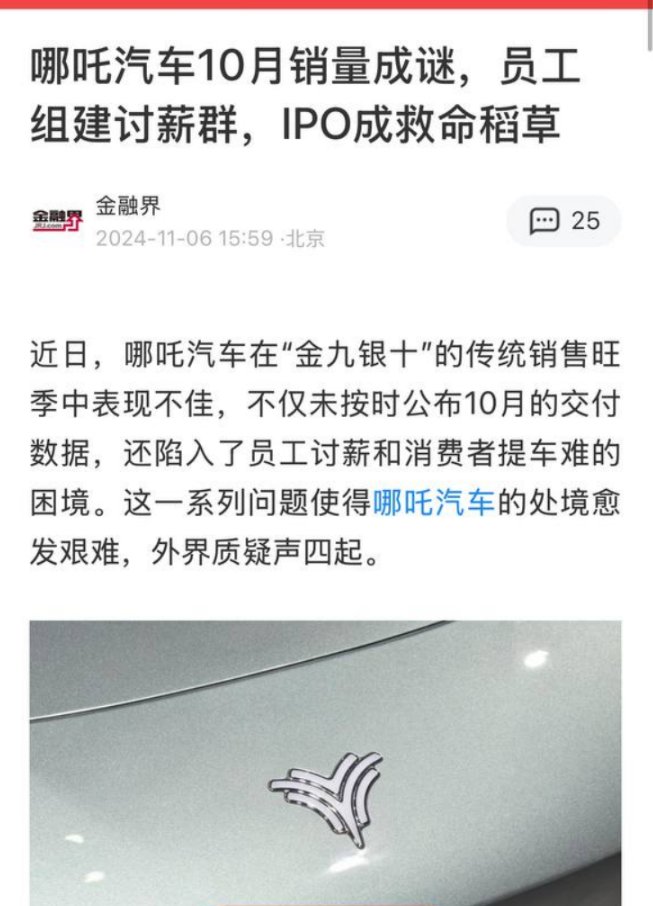 哪吒汽车10月销量成谜，员工
组建讨薪群，IPO成救命稻草
金融界
JRJ.com
金融界
25
2024-11-06 15:59 ·北京
近日，哪吒汽车在“金九银十”的传统销售旺
季中表现不佳，不仅未按时公布10月的交付
数据，还陷入了员工讨薪和消费者提车难的
困境。这一系列问题使得哪吒汽车的处境愈
发艰难，外界质疑声四起。